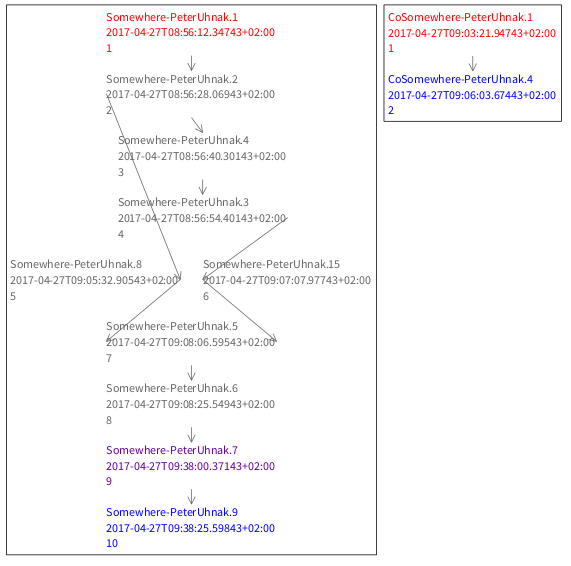 Somewhere-PeterUhnak.1
2017-04-27T08:56:12.34743+02:00
1
Somewhere-PeterUhnak.2
2017-04-27T08:56:28.06943+02:00
2
Somewhere-PeterUhnak.4
2017-04-27T08:56:40.30143+02:00
3
Somewhere-PeterUhnak.3
2017-04-27T08:56:54.40143+02:00
4
Somewhere-PeterUhnak.8
2017-04-27T09:05:32.90543+02:00
5
Somewhere-PeterUhnak.15
2017-04-27T09:07:07.97743+02:00
6
Somewhere-PeterUhnak.5
2017-04-27T09:08:06.59543+02:00
7
Somewhere-PeterUhnak.6
2017-04-27T09:08:25.54943+02:00
8
Somewhere-PeterUhnak.7
2017-04-27T09:38:00.37143+02:00
9
Somewhere-PeterUhnak.9
2017-04-27T09:38:25.59843+02:00
10
CoSomewhere-PeterUhnak.1
2017-04-27T09:03:21.94743+02:00
1
CoSomewhere-PeterUhnak.4
2017-04-27T09:06:03.67443+02:00
2